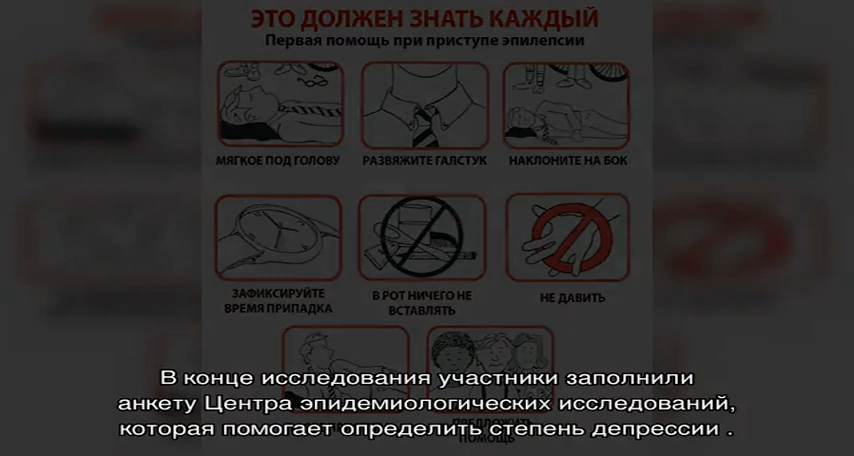 ЭТО ДОЛЖЕН ЗНАТЬ КАЖДЫЙ
Первая помощь при приступе эпилепсии
МЯГКОЕ ПОД ГОЛОВУ
РАЗВЯЖИТЕ ГАЛСТУК
НАКЛОНИТЕ НА БОК
ЗАФИКСИРУЙТЕ
ВРЕМЯ ПРИПАДКА
В РОТ НИЧЕГО НЕ
ВСТАВЛЯТЬ
НЕ ДАВИТЬ
В конце исследования участники заполнили
анкету Центра эпидемиологических исследований,
которая помогает определить степень депрессии .
ПРЕДЛОЖИТЬ
ПОМОЩЬ